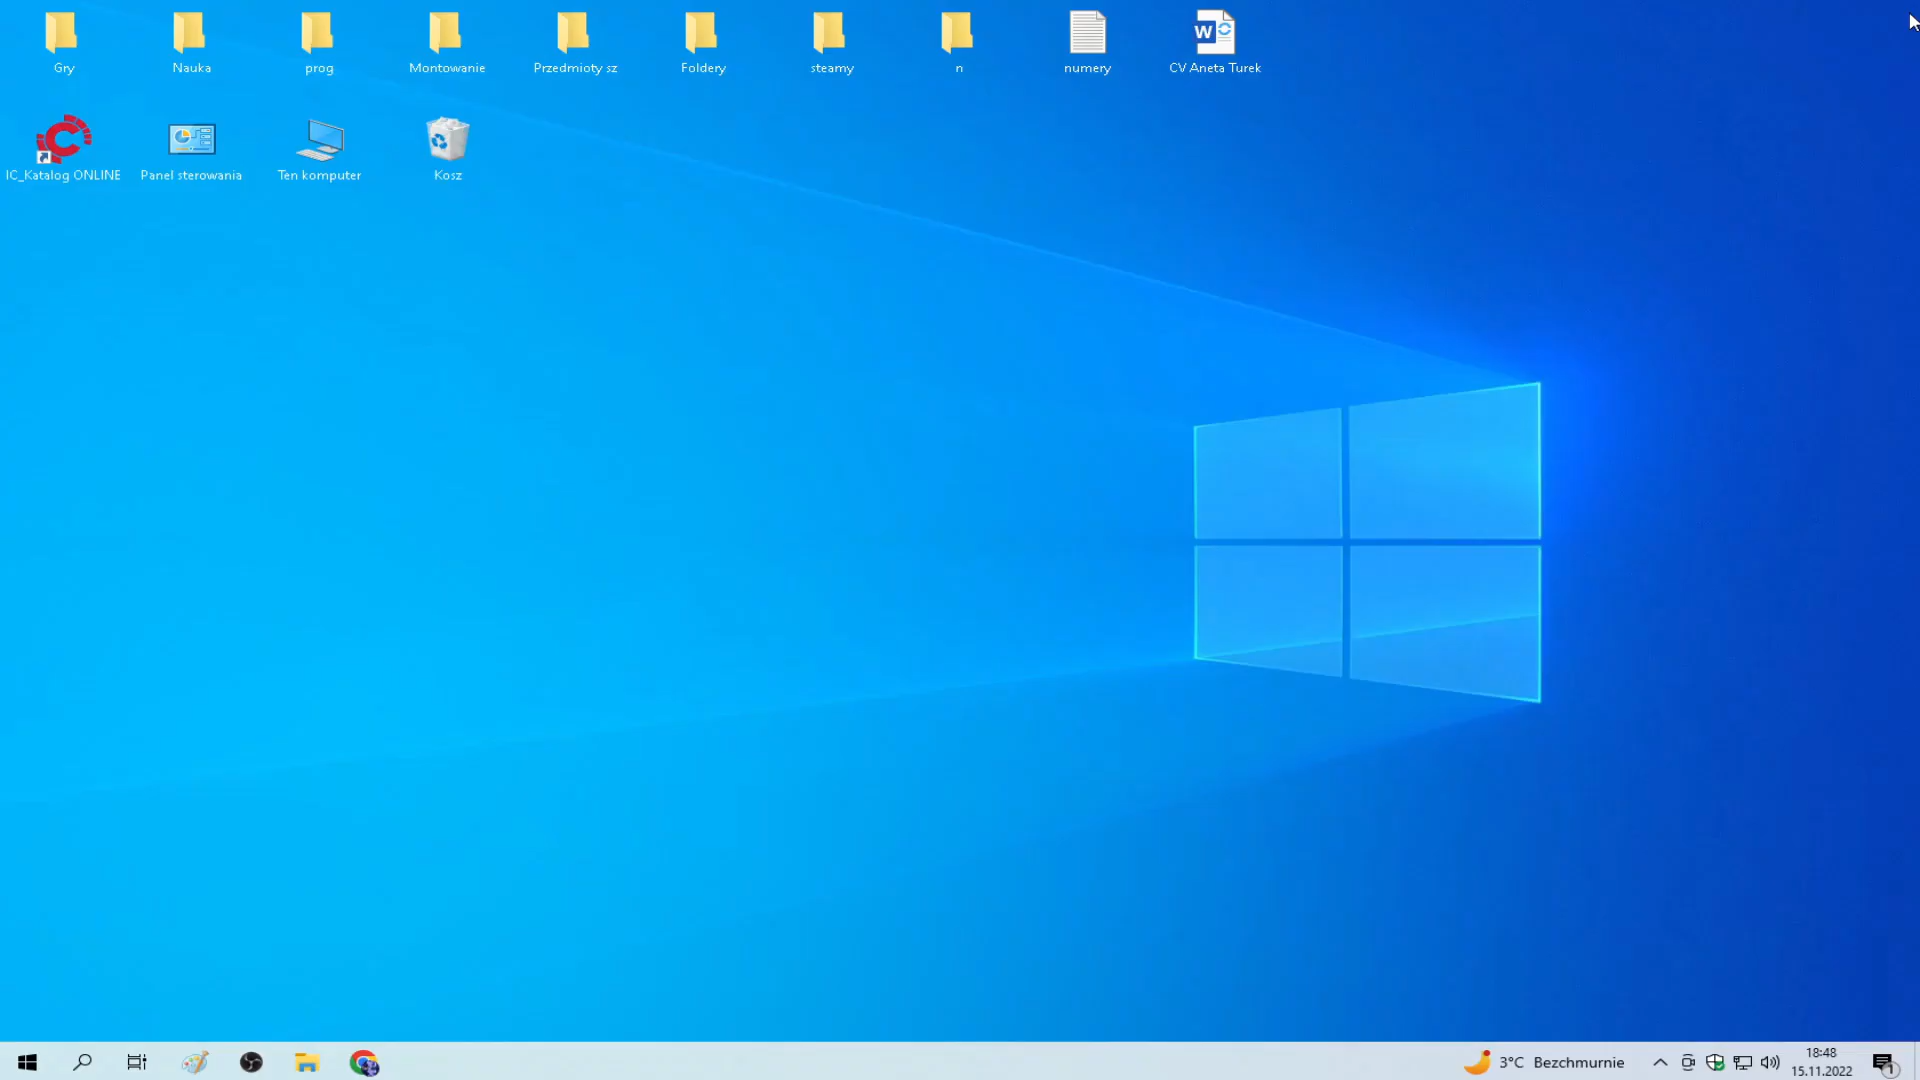 Gry
Nauka
prog
Montowanie
Przedmioty sz
Foldery
steamy
n
numery
W
CV Aneta Turek
IC_Katalog ONLINE
Panel sterowania
Ten komputer
Kosz
3°C Bezchmurnie
18:48
15.11.2022
1